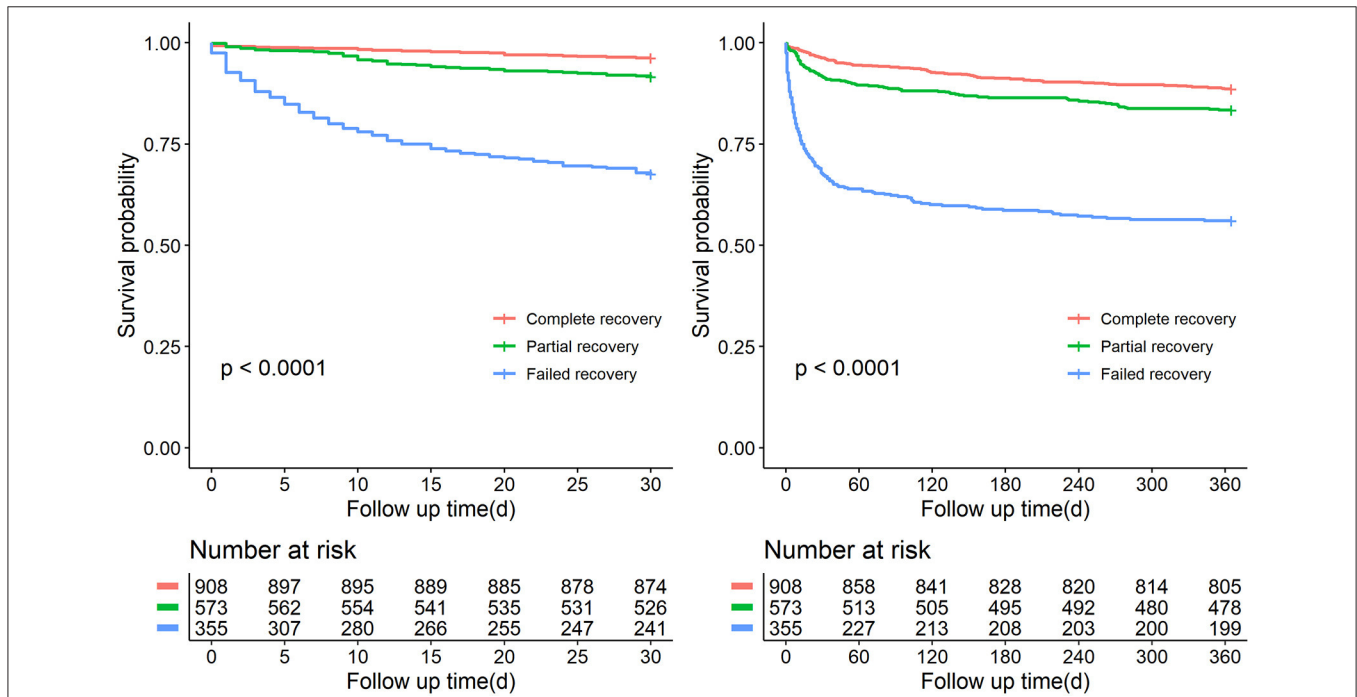 1.00
0.75
0.50
0.25
0.00
Survival probability
Complete recovery
Partial recovery
Failed recovery
p < 0.0001
0 5 10 15 20 25 30
Follow up time(d)
Number at risk
908 897 895 889 885 878 874
573 562 554 541 535 531 526
355 307 280 266 255 247 241
0 5 10 15 20 25 30
Follow up time(d)
1.00
0.75
0.50
0.25
0.00
Survival probability
Complete recovery
Partial recovery
Failed recovery
p < 0.0001
0 60 120 180 240 300 360
Follow up time(d)
Number at risk
908 858 841 828 820 814 805
573 513 505 495 492 480 478
355 227 213 208 203 200 199
0 60 120 180 240 300 360
Follow up time(d)